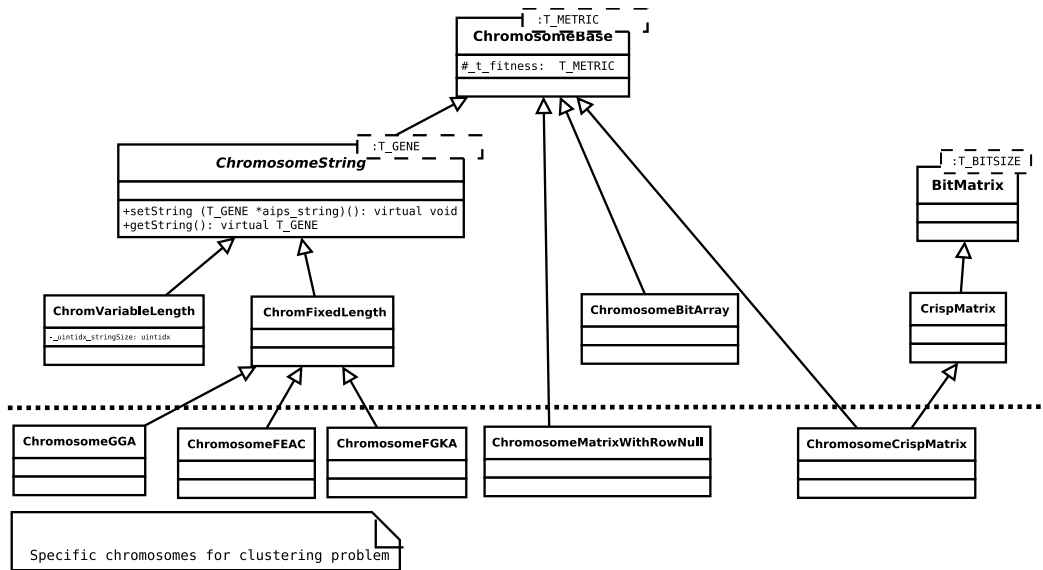 :T_METRIC
ChromosomeBase
#_t_fitness: T_METRIC
:T_GENE
ChromosomeString
+setString (T_GENE *aips_string)(): virtual void
+getString(): virtual T_GENE
:T_BITSIZE
BitMatrix
ChromVariableLength
-_uintidx_stringSize: uintidx
ChromFixedLength
ChromosomeBitArray
CrispMatrix
ChromosomeGGA
ChromosomeFEAC
ChromosomeFGKA
ChromosomeMatrixWithRowNull
ChromosomeCrispMatrix
Specific chromosomes for clustering problem